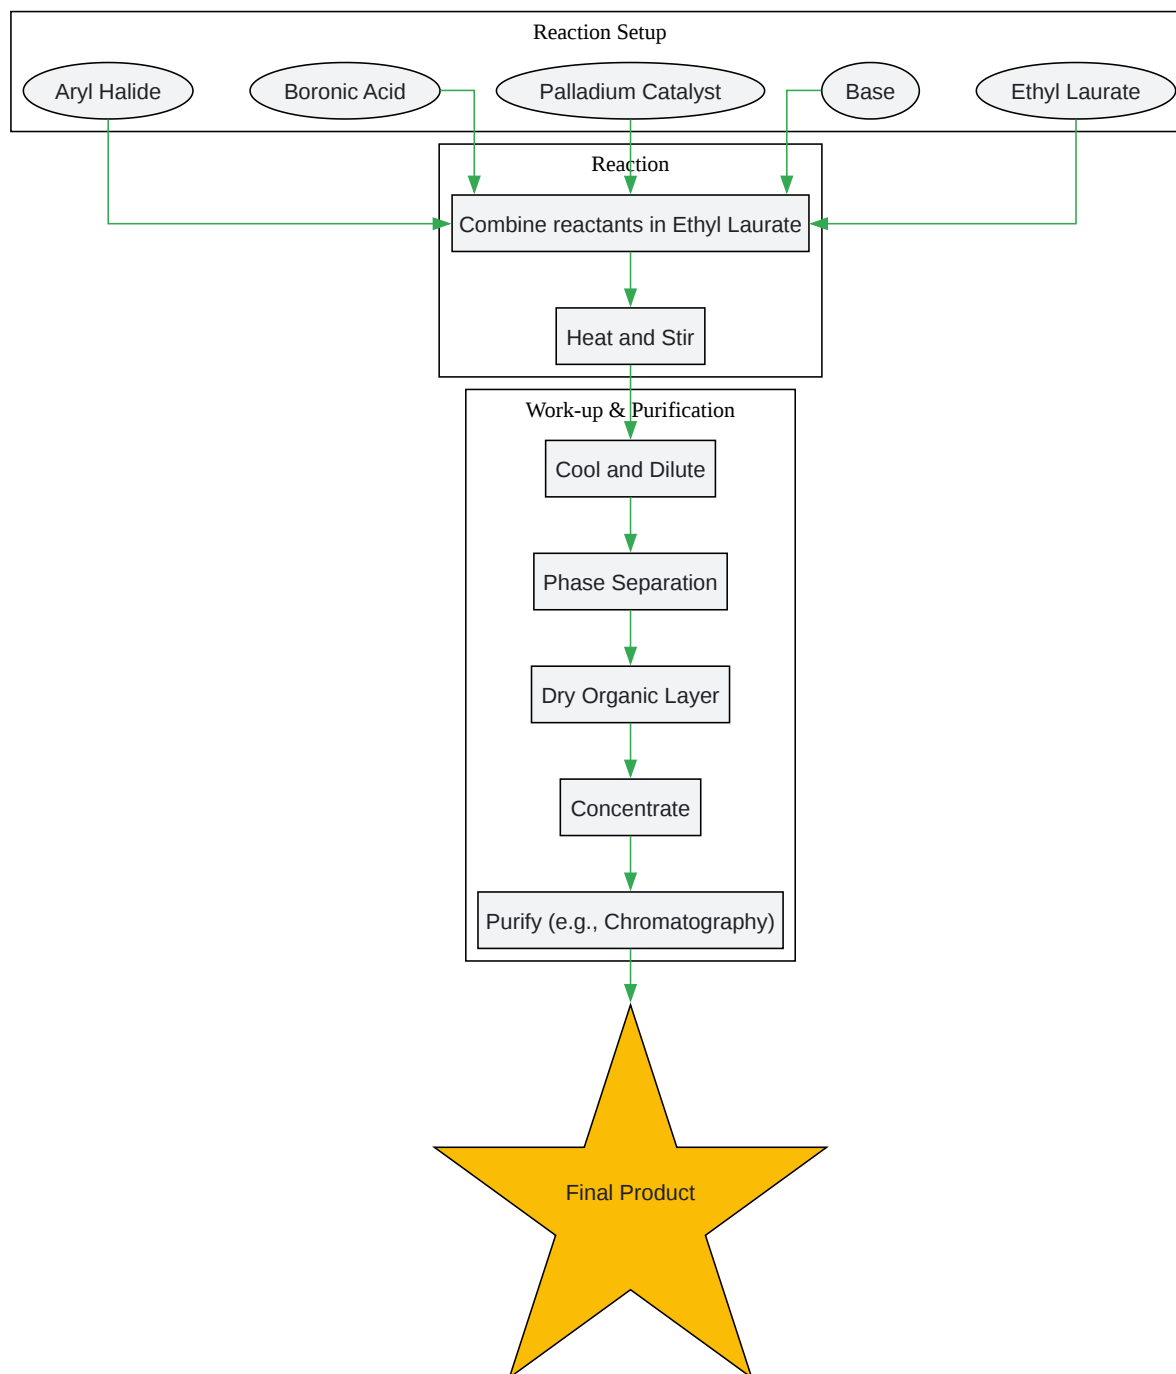 Reaction Setup
Aryl Halide
Boronic Acid
Palladium Catalyst
Base
Ethyl Laurate
Reaction
Combine reactants in Ethyl Laurate
Heat and Stir
Work-up & Purification
Cool and Dilute
Phase Separation
Dry Organic Layer
Concentrate
Purify (e.g., Chromatography)
Final Product